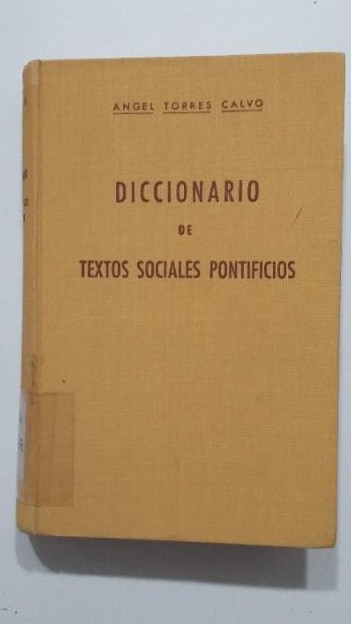 ANGEL TORRES CALVO
DICCIONARIO
DE
TEXTOS SOCIALES PONTIFICIOS